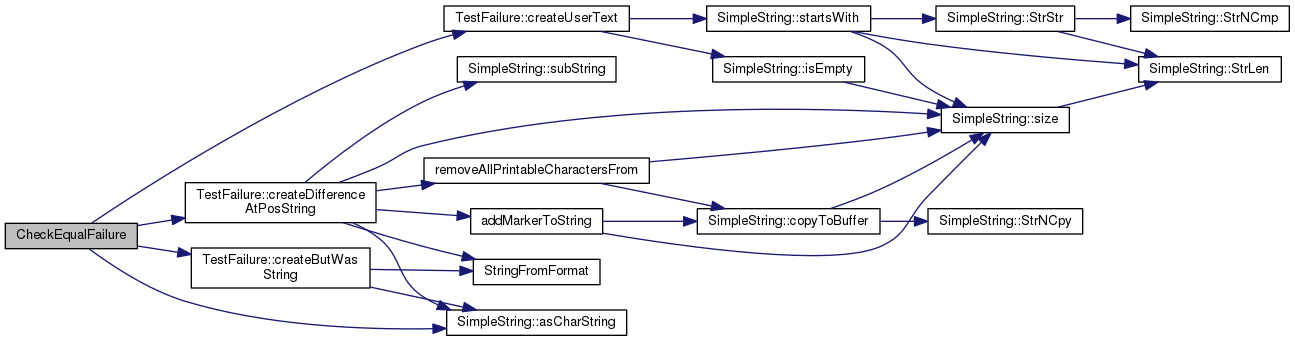 CheckEqualFailure
TestFailure::createUserText
SimpleString::subString
TestFailure::createDifference
AtPosString
TestFailure::createButWas
String
removeAllPrintableCharactersFrom
addMarkerToString
StringFromFormat
SimpleString::asCharString
SimpleString::startsWith
SimpleString::isEmpty
SimpleString::copyToBuffer
SimpleString::StrStr
SimpleString::size
SimpleString::StrNCpy
SimpleString::StrNCmp
SimpleString::StrLen